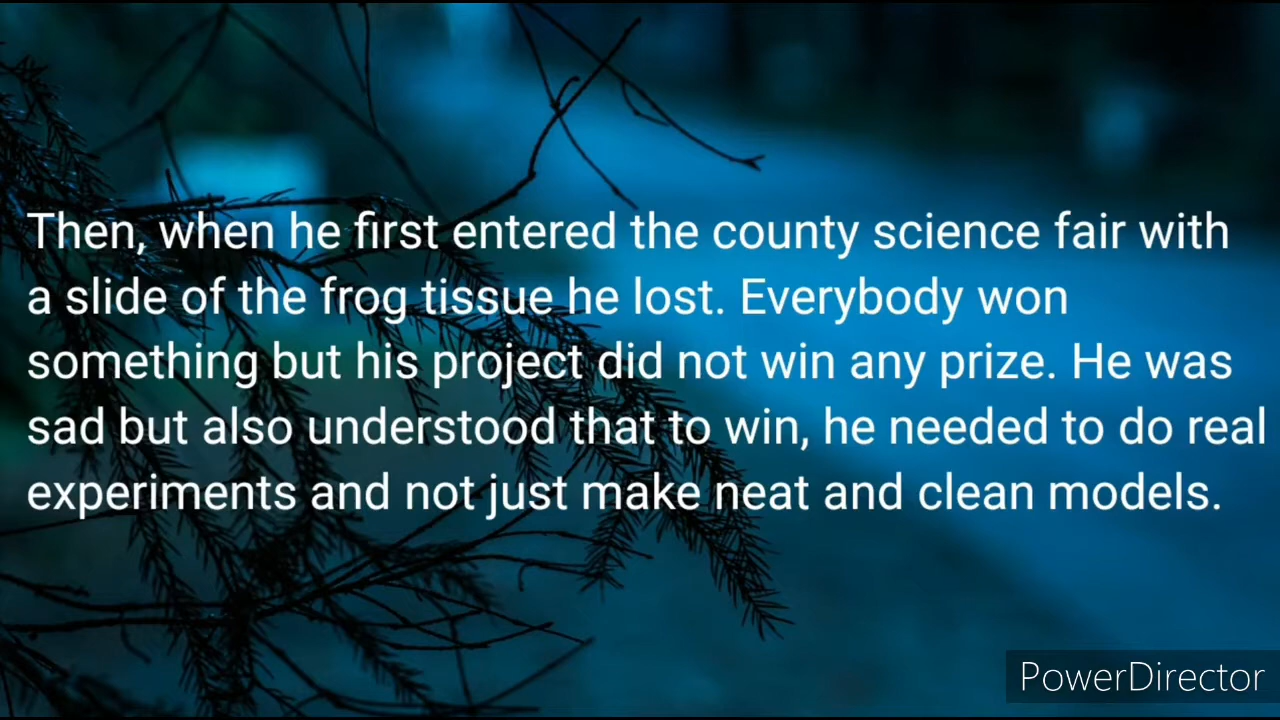 Then, when he first entered the county science fair with
a slide of the frog tissue he lost. Everybody won
something but his project did not win any prize. He was
sad but also understood that to win, he needed to do real
experiments and not just make neat and clean models.
PowerDirector